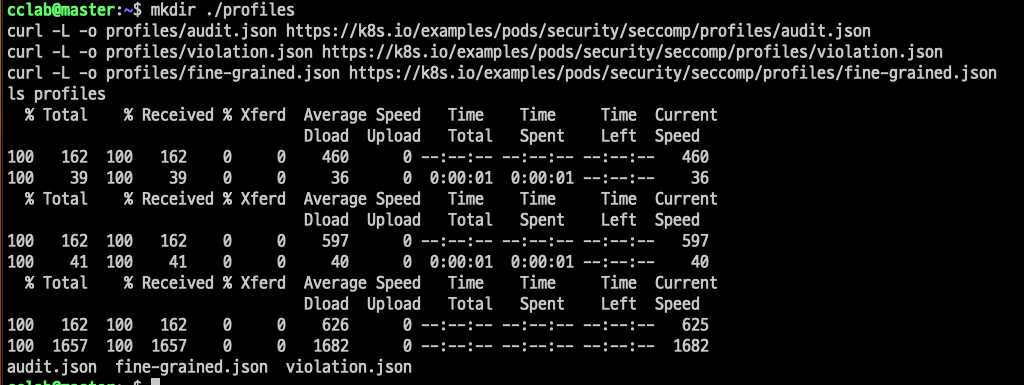 cclab@master:~$ mkdir ./profiles
curl -L -o profiles/audit.json https://k8s.io/examples/pods/security/seccomp/profiles/audit.json
curl -L -o profiles/violation.json https://k8s.io/examples/pods/security/seccomp/profiles/violation.json
curl -L -o profiles/fine-grained.json https://k8s.io/examples/pods/security/seccomp/profiles/fine-grained.json
ls profiles
  % Total    % Received % Xferd  Average Speed   Time    Time     Time  Current
                                 Dload  Upload   Total   Spent    Left  Speed
100   162  100   162    0     0    460      0 --:--:-- --:--:-- --:--:--   460
100    39  100    39    0     0     36      0  0:00:01  0:00:01 --:--:--    36
  % Total    % Received % Xferd  Average Speed   Time    Time     Time  Current
                                 Dload  Upload   Total   Spent    Left  Speed
100   162  100   162    0     0    597      0 --:--:-- --:--:-- --:--:--   597
100    41  100    41    0     0     40      0  0:00:01  0:00:01 --:--:--    40
  % Total    % Received % Xferd  Average Speed   Time    Time     Time  Current
                                 Dload  Upload   Total   Spent    Left  Speed
100   162  100   162    0     0    626      0 --:--:-- --:--:-- --:--:--   625
100  1657  100  1657    0     0   1682      0 --:--:-- --:--:-- --:--:--  1682
audit.json  fine-grained.json  violation.json
cclab@master:~$